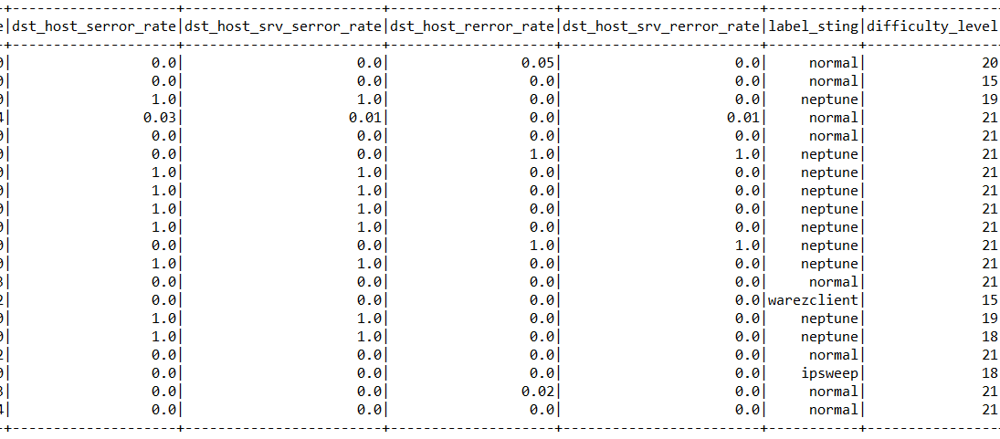 -+------------------+----------------------+------------------+----------------------+-----------+----------------
e|dst_host_serror_rate|dst_host_srv_serror_rate|dst_host_rerror_rate|dst_host_srv_rerror_rate|label_sting|difficulty_level
-+------------------+----------------------+------------------+----------------------+-----------+----------------
0| 0.0| 0.0| 0.05| 0.0| normal| 20
0| 0.0| 0.0| 0.0| 0.0| normal| 15
0| 1.0| 1.0| 0.0| 0.0| neptune| 19
4| 0.03| 0.01| 0.0| 0.01| normal| 21
0| 0.0| 0.0| 0.0| 0.0| normal| 21
0| 0.0| 0.0| 1.0| 1.0| neptune| 21
0| 1.0| 1.0| 0.0| 0.0| neptune| 21
0| 1.0| 1.0| 0.0| 0.0| neptune| 21
0| 1.0| 1.0| 0.0| 0.0| neptune| 21
0| 1.0| 1.0| 0.0| 0.0| neptune| 21
0| 0.0| 0.0| 1.0| 1.0| neptune| 21
0| 1.0| 1.0| 0.0| 0.0| neptune| 21
3| 0.0| 0.0| 0.0| 0.0| normal| 21
2| 0.0| 0.0| 0.0| 0.0|warezclient| 15
0| 1.0| 1.0| 0.0| 0.0| neptune| 19
0| 1.0| 1.0| 0.0| 0.0| neptune| 18
2| 0.0| 0.0| 0.0| 0.0| normal| 21
0| 0.0| 0.0| 0.0| 0.0| ipsweep| 18
3| 0.0| 0.0| 0.02| 0.0| normal| 21
4| 0.0| 0.0| 0.0| 0.0| normal| 21
-+------------------+----------------------+------------------+----------------------+-----------+----------------